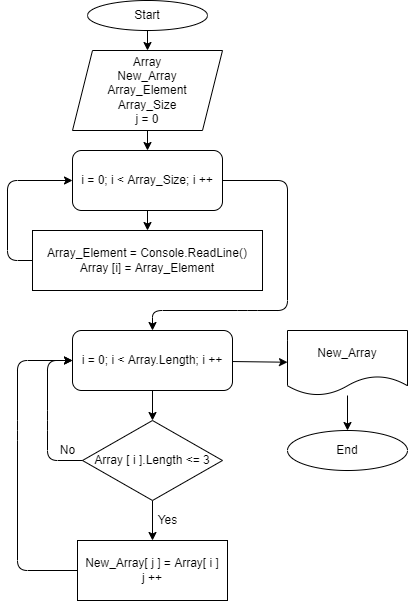 Start
Array
New_Array
Array_Element
Array_Size
j = 0
i = 0; i < Array_Size; i ++
Array_Element = Console.ReadLine()
Array [i] = Array_Element
i = 0; i < Array.Length; i ++
New_Array
No
Array [ i ].Length <= 3
End
Yes
New_Array[ j ] = Array[ i ]
j ++